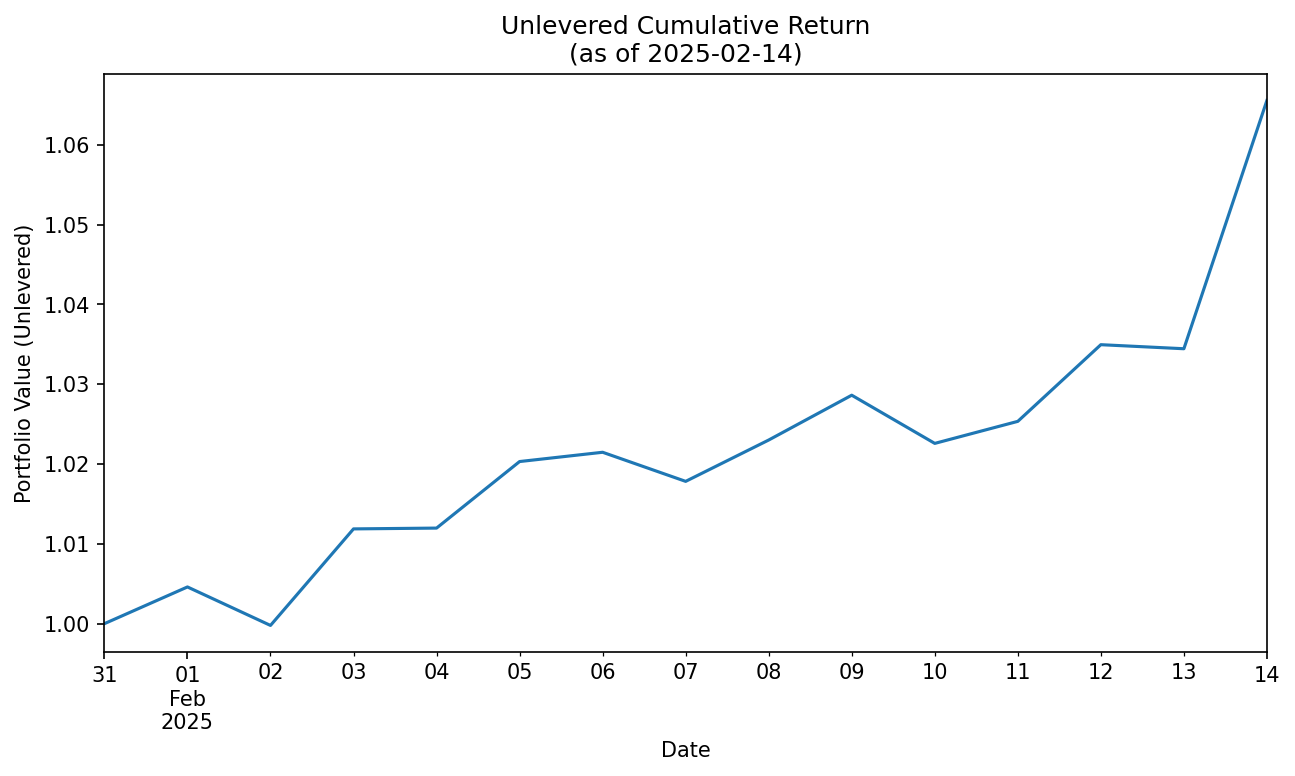 Unlevered Cumulative Return
(as of 2025-02-14)
Portfolio Value (Unlevered)
1.06
1.05
1.04
1.03
1.02
1.01
1.00
31 01 02 03 04 05 06 07 08 09 10 11 12 13 14
Feb
2025
Date